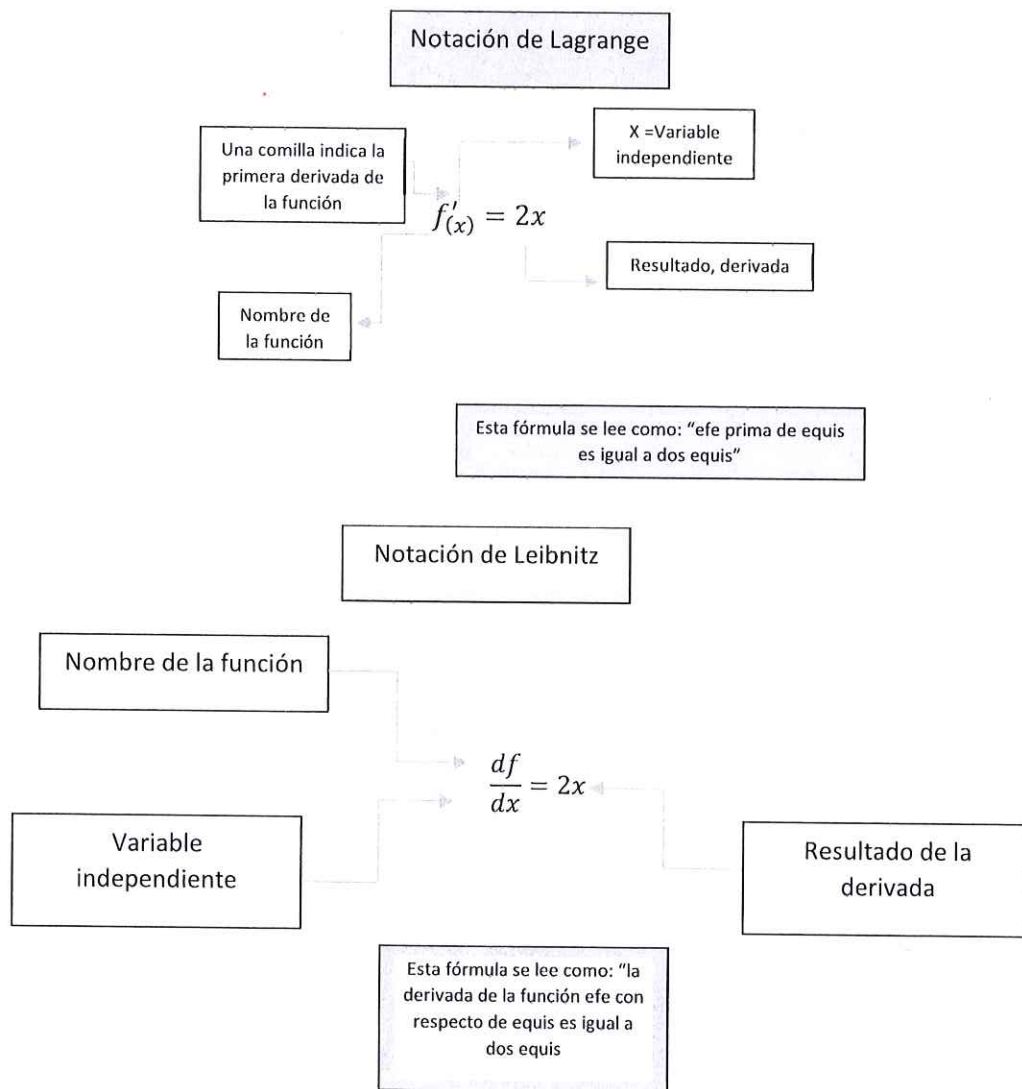 Notación de Lagrange
Una comilla indica la
primera derivada de
la función
X =Variable
independiente
f′(x) = 2x
Resultado, derivada
Nombre de
la función
Esta fórmula se lee como: “efe prima de equis
es igual a dos equis”
Notación de Leibnitz
Nombre de la función
df/dx = 2x
Variable
independiente
Resultado de la
derivada
Esta fórmula se lee como: “la
derivada de la función efe con
respecto de equis es igual a
dos equis